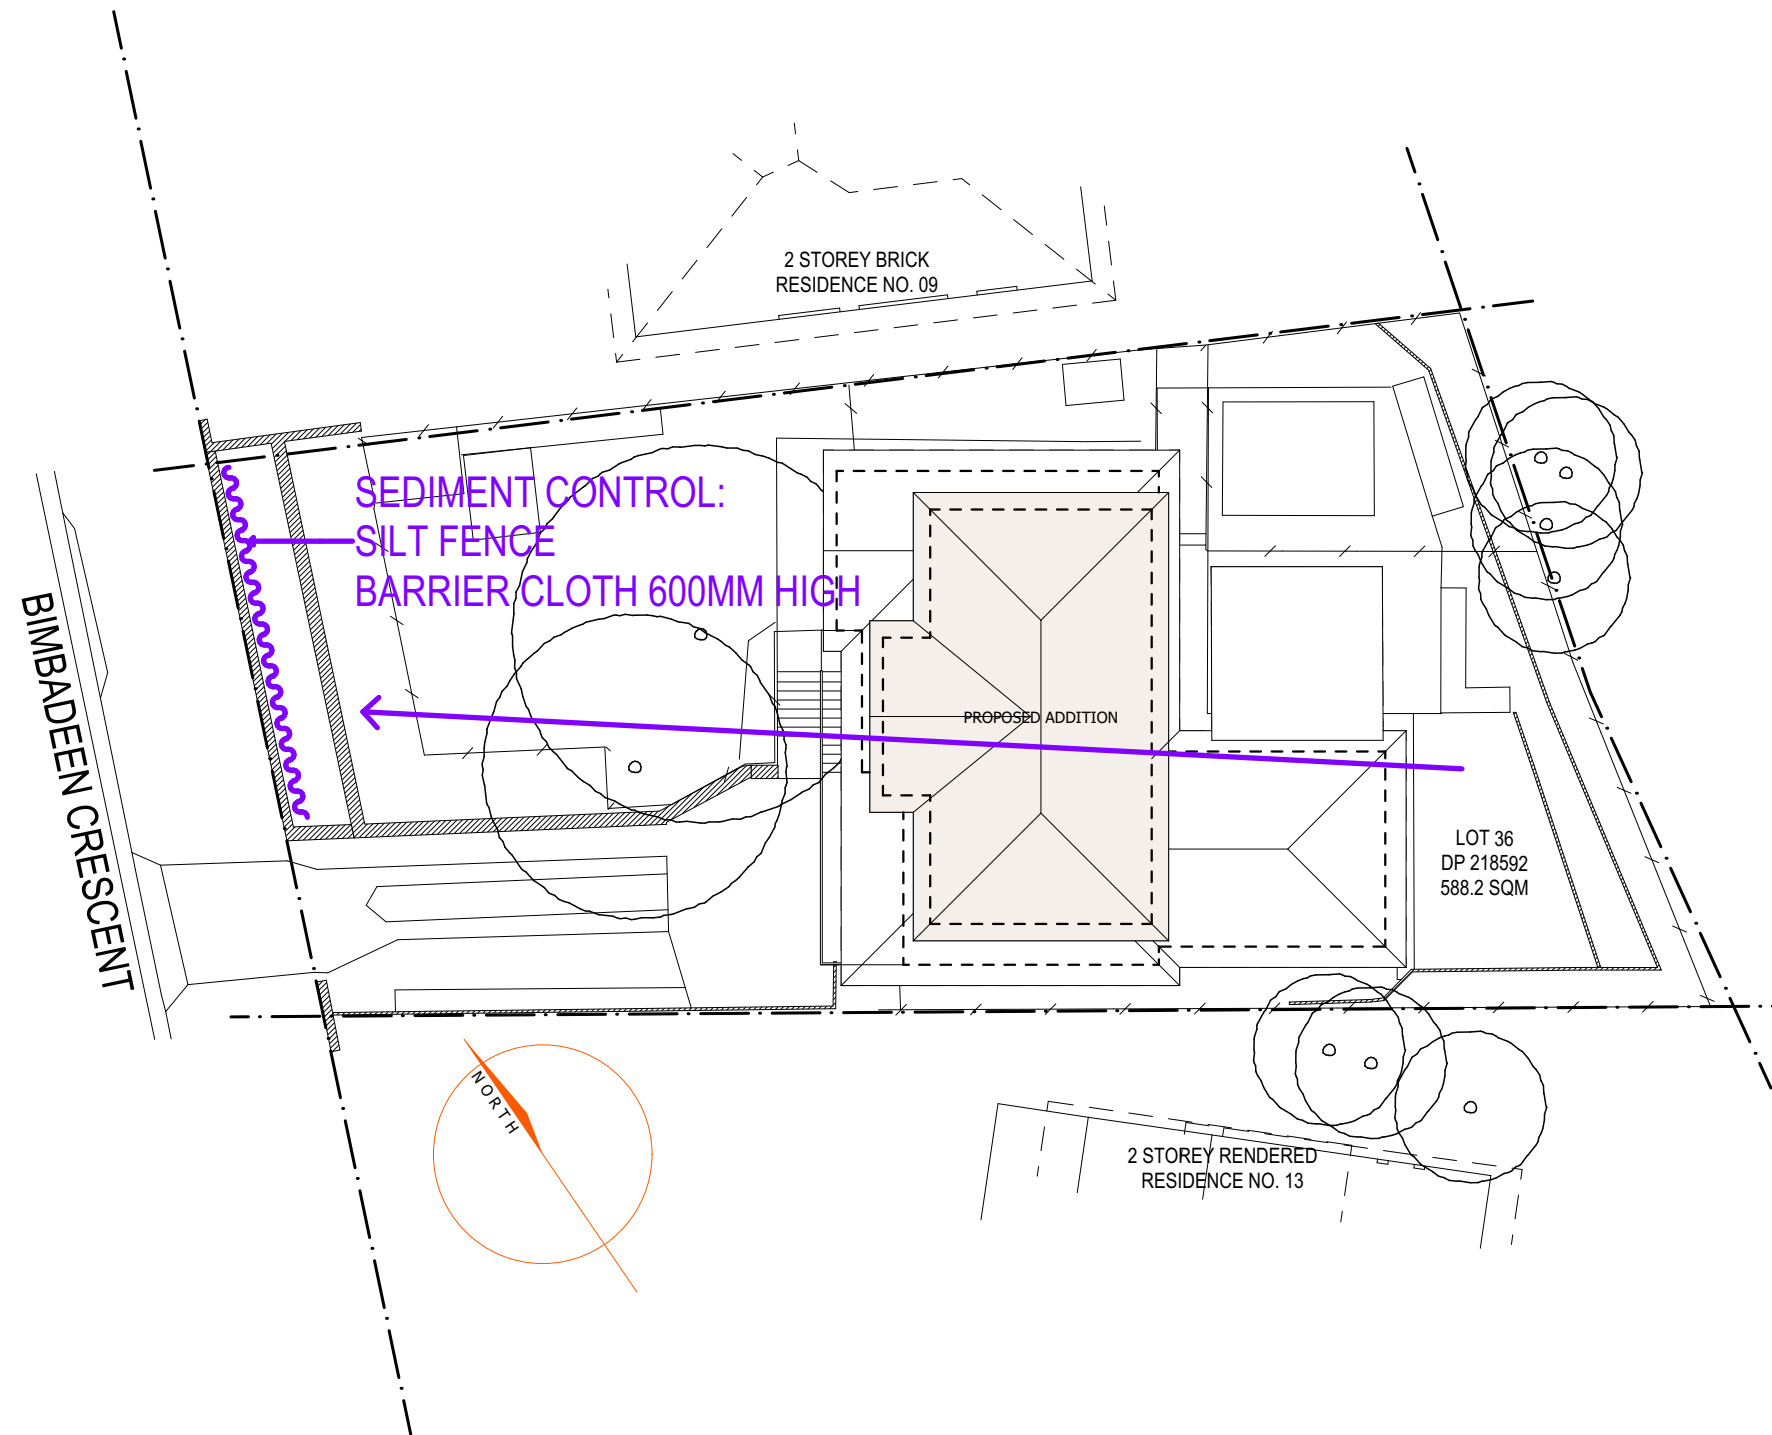 2 STOREY BRICK
RESIDENCE NO. 09
SEDIMENT CONTROL:
SILT FENCE
BARRIER CLOTH 600MM HIGH
BIMBADEEN CRESCENT
PROPOSED ADDITION
LOT 36
DP 218592
588.2 SQM
NORTH
2 STOREY RENDERED
RESIDENCE NO. 13